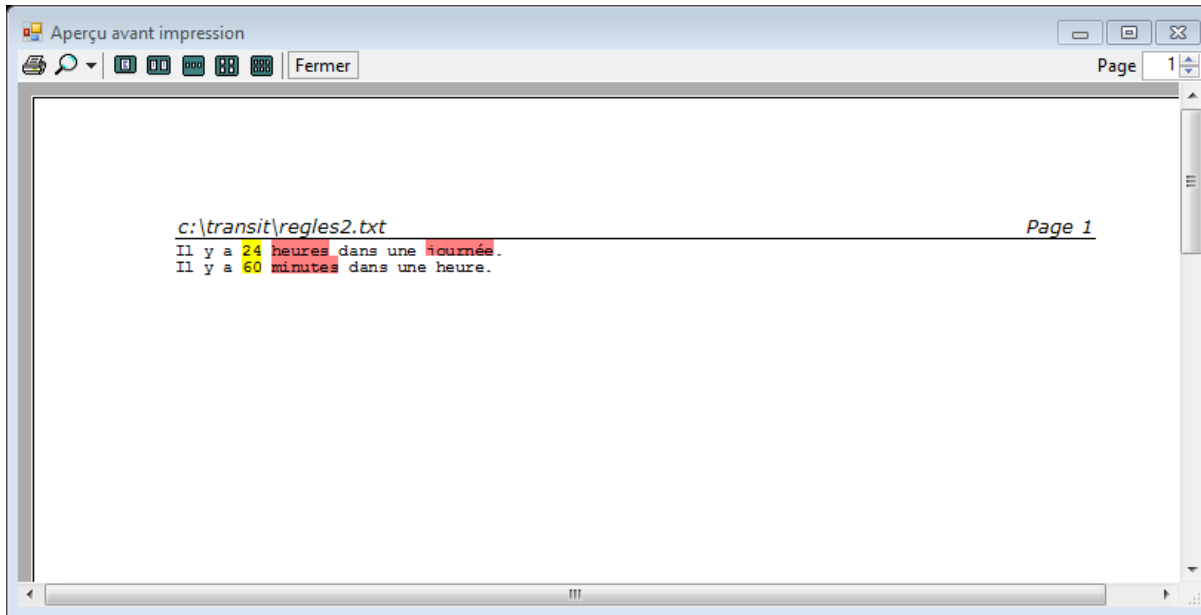 Aperçu avant impression
Fermer Page 1
c:\transit\regles2.txt Page 1
Il y a 24 heures dans une journée.
Il y a 60 minutes dans une heure.